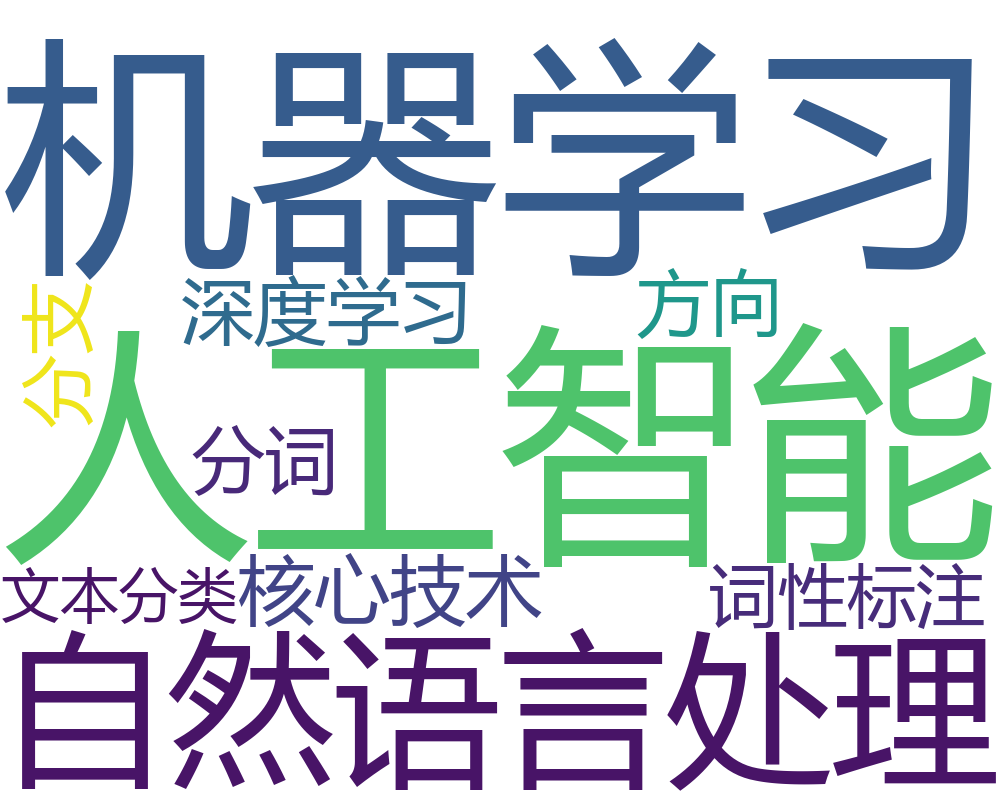 机器学习
分支
深度学习
方向
人工智能
分词
文本分类
核心技术
词性标注
自然语言处理